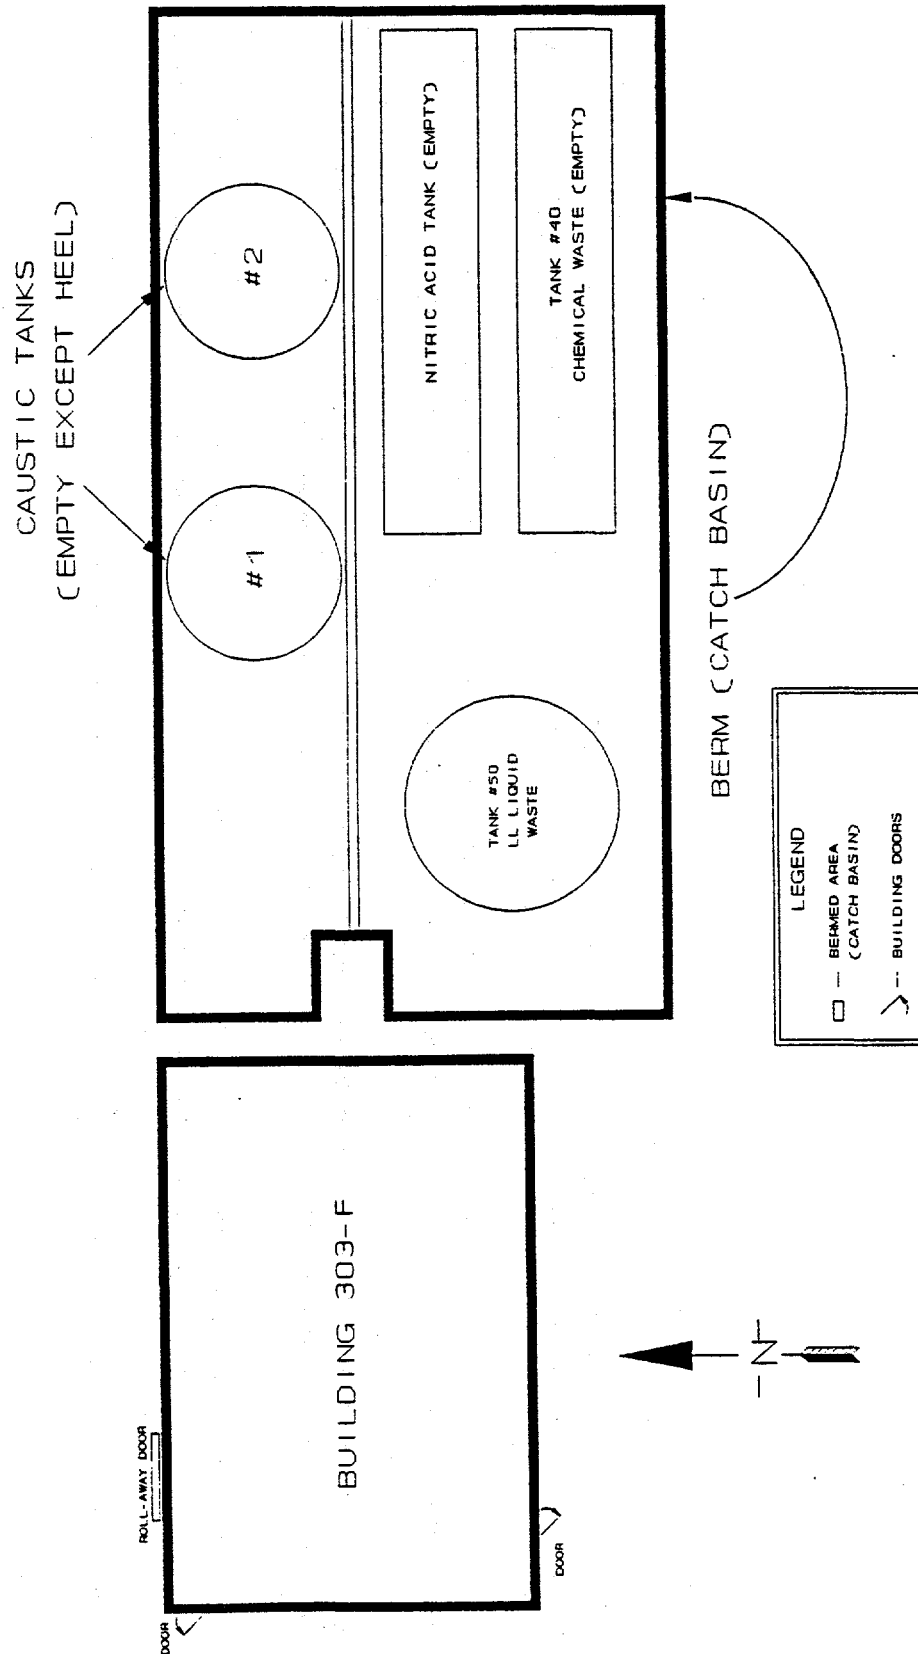 CAUSTIC TANKS
(EMPTY EXCEPT HEEL)
#1
#2
NITRIC ACID TANK (EMPTY)
TANK #40
CHEMICAL WASTE (EMPTY)
TANK #50
LL LIQUID
WASTE
BERM (CATCH BASIN)
BUILDING 303-F
ROLL-AWAY DOOR
DOOR
DOOR
-N-
LEGEND
— BERMED AREA
(CATCH BASIN)
-- BUILDING DOORS